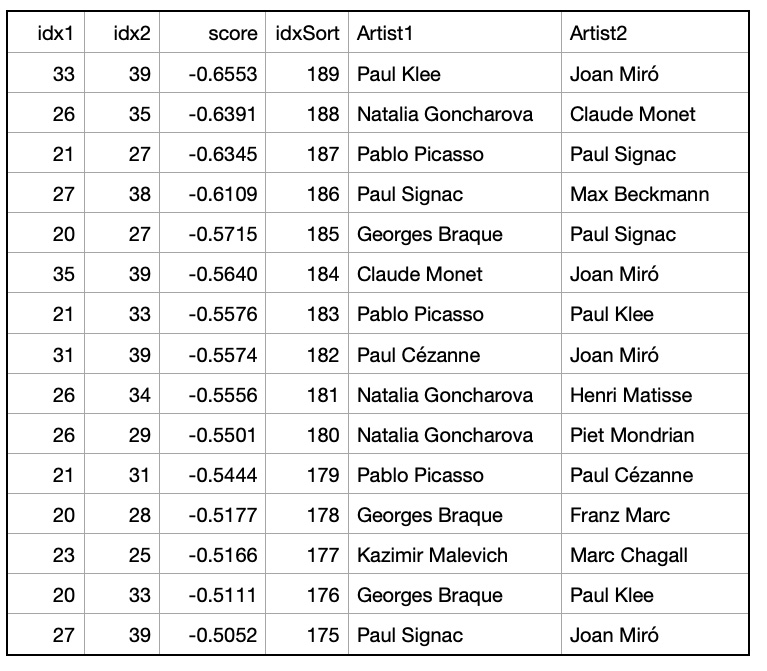 idx1 idx2 score idxSort Artist1 Artist2
33 39 -0.6553 189 Paul Klee Joan Miró
26 35 -0.6391 188 Natalia Goncharova Claude Monet
21 27 -0.6345 187 Pablo Picasso Paul Signac
27 38 -0.6109 186 Paul Signac Max Beckmann
20 27 -0.5715 185 Georges Braque Paul Signac
35 39 -0.5640 184 Claude Monet Joan Miró
21 33 -0.5576 183 Pablo Picasso Paul Klee
31 39 -0.5574 182 Paul Cézanne Joan Miró
26 34 -0.5556 181 Natalia Goncharova Henri Matisse
26 29 -0.5501 180 Natalia Goncharova Piet Mondrian
21 31 -0.5444 179 Pablo Picasso Paul Cézanne
20 28 -0.5177 178 Georges Braque Franz Marc
23 25 -0.5166 177 Kazimir Malevich Marc Chagall
20 33 -0.5111 176 Georges Braque Paul Klee
27 39 -0.5052 175 Paul Signac Joan Miró